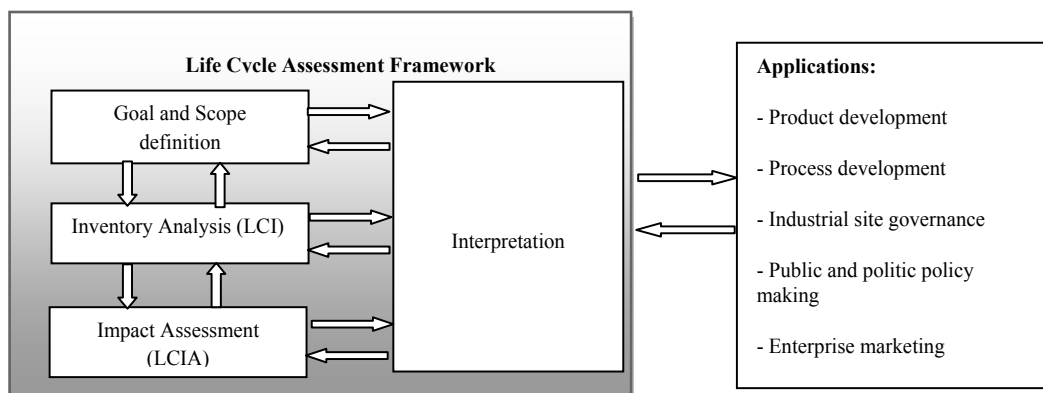 Life Cycle Assessment Framework
Goal and Scope
definition
Inventory Analysis (LCI)
Impact Assessment
(LCIA)
Interpretation
Applications:
- Product development
- Process development
- Industrial site governance
- Public and politic policy
making
- Enterprise marketing